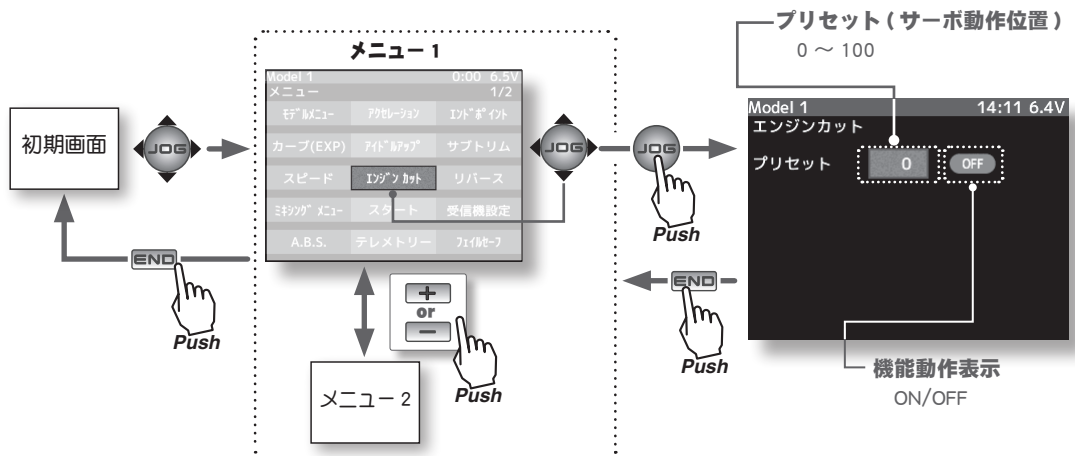 プリセット ( サーボ動作位置 )
0 ～ 100
メニュー 1
Model 1 0:00 6.5V
メニュー 1/2
ﾓﾃﾞﾙﾒﾆｭｰ ｱｸｾﾚｰｼｮﾝ ｴﾝﾄﾞﾎﾟｲﾝﾄ
カーブ(EXP) ｱｲﾄﾞﾙｱｯﾌﾟ サブトリム
スピード ｴﾝｼﾞﾝ ｶｯﾄ リバース
ﾐｷｼﾝｸﾞ ﾒﾆｭｰ スタート 受信機設定
A.B.S. テレメトリー ﾌｪｲﾙｾｰﾌ
初期画面
JOG
JOG
JOG
Push
Model 1 14:11 6.4V
エンジンカット
プリセット 0 OFF
END
Push
+
or
−
Push
メニュー 2
END
Push
機能動作表示
ON/OFF